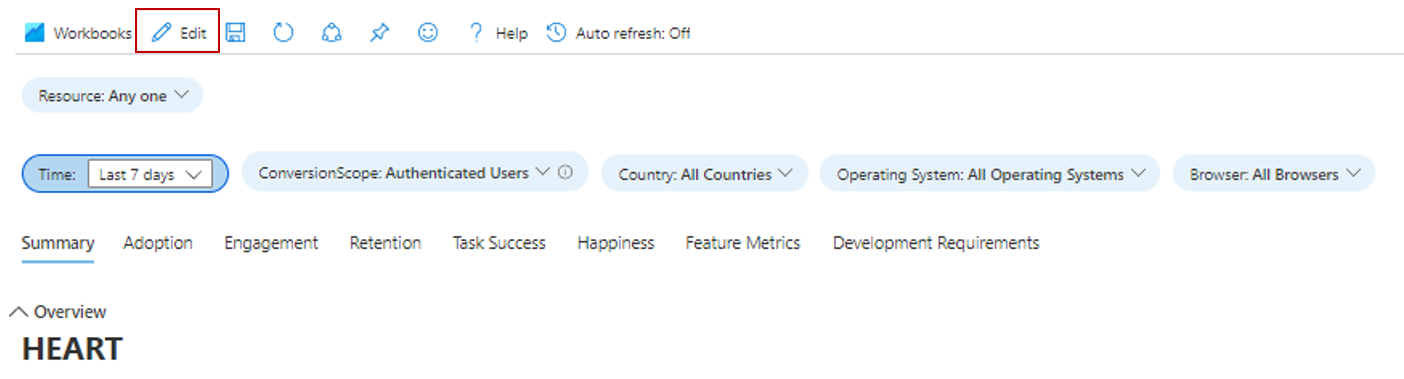 Workbooks Edit Help Auto refresh: Off
Resource: Any one
Time: Last 7 days ConversionScope: Authenticated Users Country: All Countries Operating System: All Operating Systems Browser: All Browsers
Summary Adoption Engagement Retention Task Success Happiness Feature Metrics Development Requirements
Overview
HEART